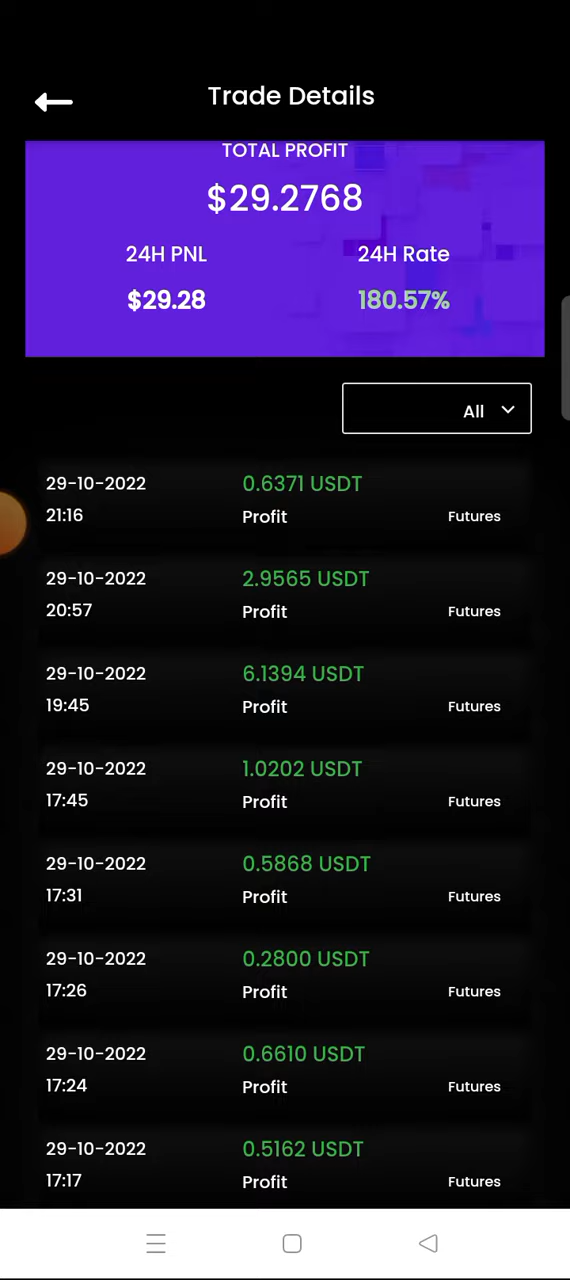 Trade Details
TOTAL PROFIT
$29.2768
24H PNL 24H Rate
$29.28 180.57%
All
29-10-2022 0.6371 USDT
21:16 Profit Futures
29-10-2022 2.9565 USDT
20:57 Profit Futures
29-10-2022 6.1394 USDT
19:45 Profit Futures
29-10-2022 1.0202 USDT
17:45 Profit Futures
29-10-2022 0.5868 USDT
17:31 Profit Futures
29-10-2022 0.2800 USDT
17:26 Profit Futures
29-10-2022 0.6610 USDT
17:24 Profit Futures
29-10-2022 0.5162 USDT
17:17 Profit Futures